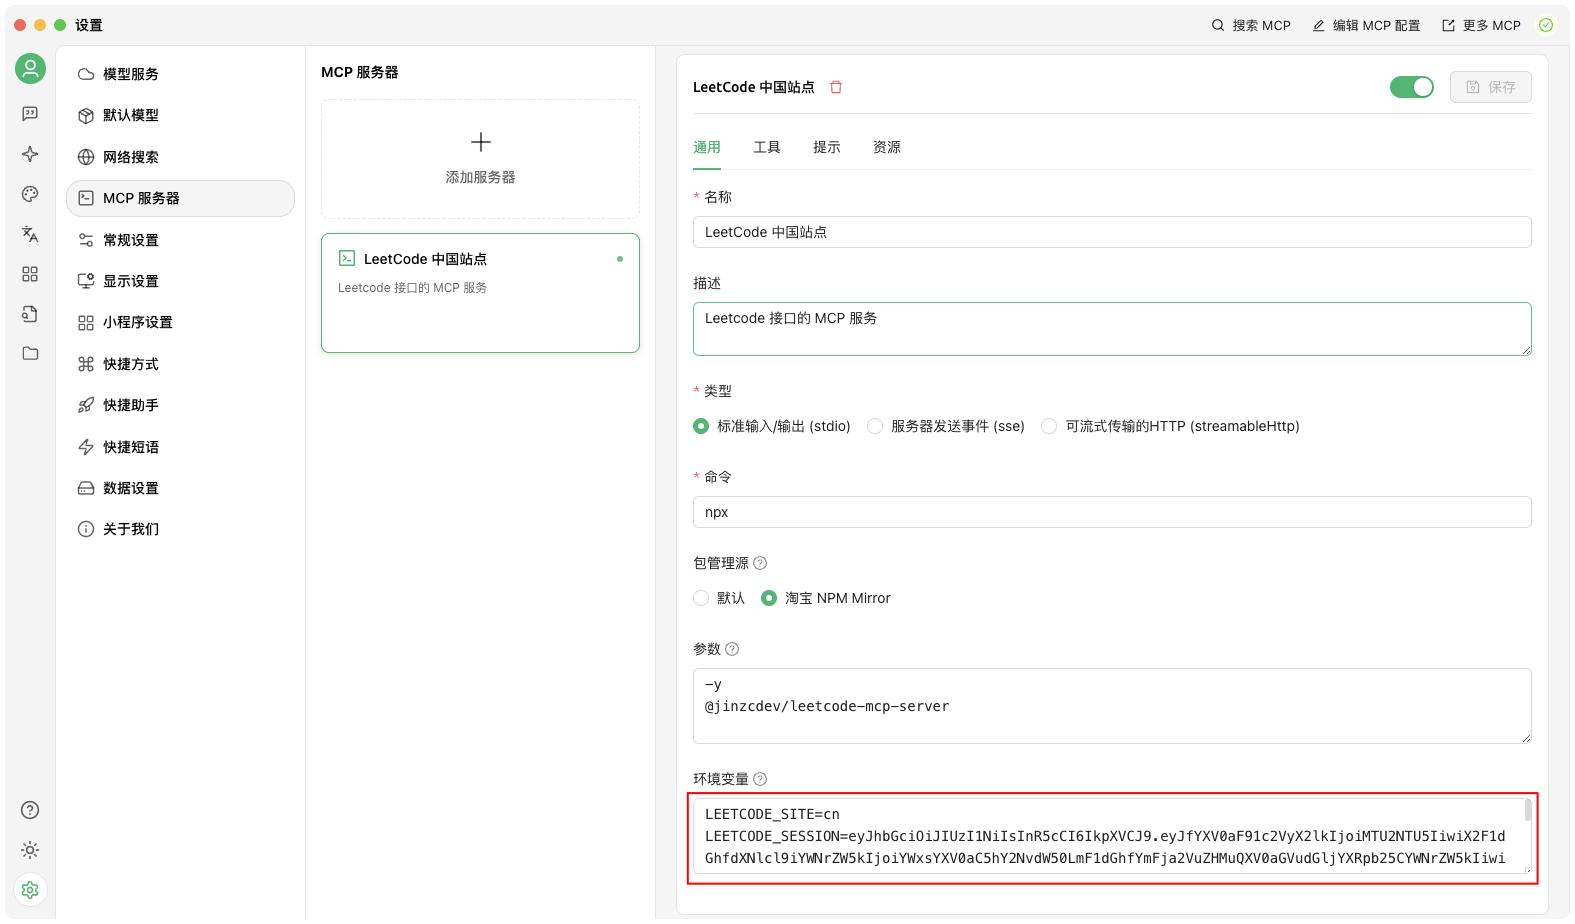 设置
搜索 MCP
编辑 MCP 配置
更多 MCP
模型服务
默认模型
网络搜索
MCP 服务器
常规设置
显示设置
小程序设置
快捷方式
快捷助手
快捷短语
数据设置
关于我们
MCP 服务器
添加服务器
LeetCode 中国站点
Leetcode 接口的 MCP 服务
LeetCode 中国站点
保存
通用 工具 提示 资源
* 名称
LeetCode 中国站点
描述
Leetcode 接口的 MCP 服务
* 类型
标准输入/输出 (stdio) 服务器发送事件 (sse) 可流式传输的HTTP (streamableHttp)
* 命令
npx
包管理源
默认 淘宝 NPM Mirror
参数
-y
@jinzcdev/leetcode-mcp-server
环境变量
LEETCODE_SITE=cn
LEETCODE_SESSION=eyJhbGciOiJIUzI1NiIsInR5cCI6IkpXVCJ9.eyJfYXV0aF91c2VyX2lkIjoiMTU2NTU5IiwiX2F1d
GhfdXNlcl9iYWNrZW5kIjoiYWxsYXV0aC5hY2NvdW50LmF1dGhfYmFja2VuZHMuQXV0aGVudGljYXRpb25CYWNrZW5kIiwi